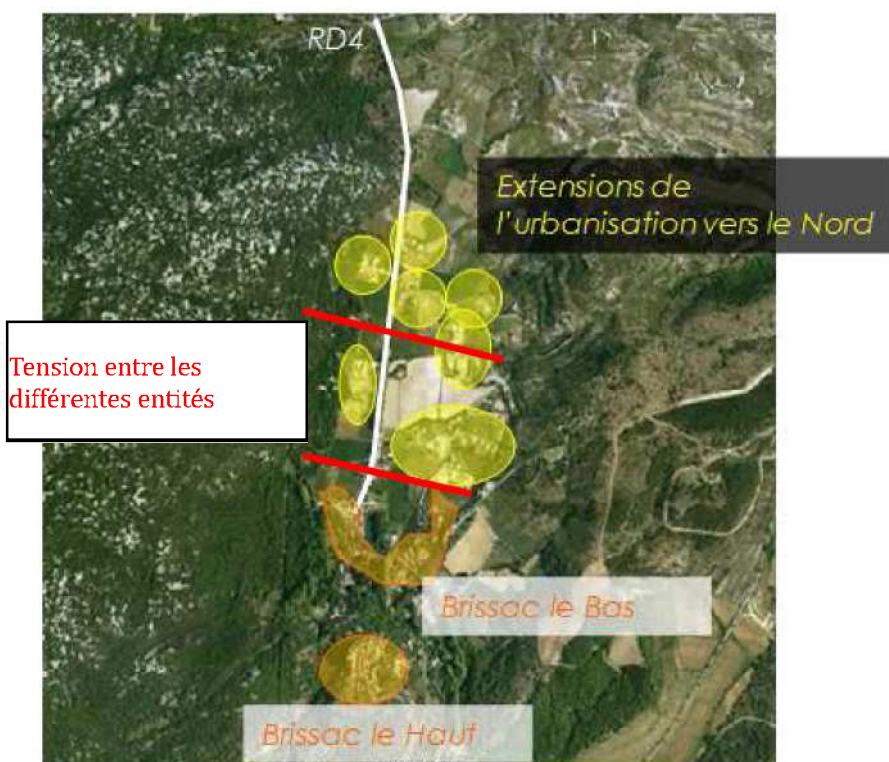 RD4
Extensions de
l'urbanisation vers le Nord
Tension entre les
différentes entités
Brissac le Bas
Brissac le Haut